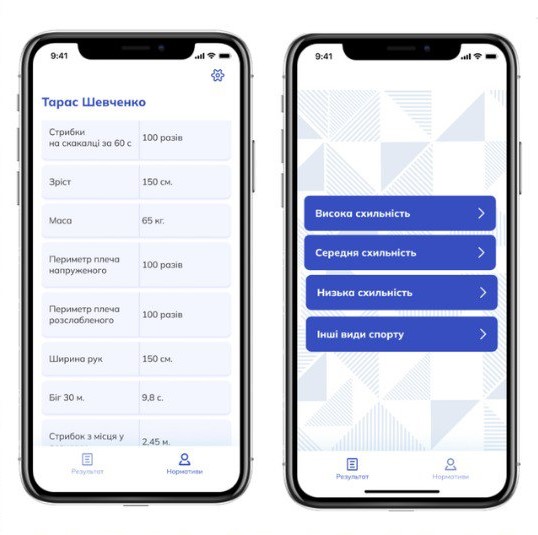 9:41
Тарас Шевченко
Стрибки
на скакалці за 60 с
100 разів
Зріст
150 см.
Маса
65 кг.
Периметр плеча
напруженого
100 разів
Периметр плеча
розслабленого
100 разів
Ширина рук
150 см.
Біг 30 м.
9,8 с.
Стрибок з місця у
2,45 м.
Результат
Нормативи
9:41
Висока схильність
Середня схильність
Низька схильність
Інші види спорту
Результат
Нормативи